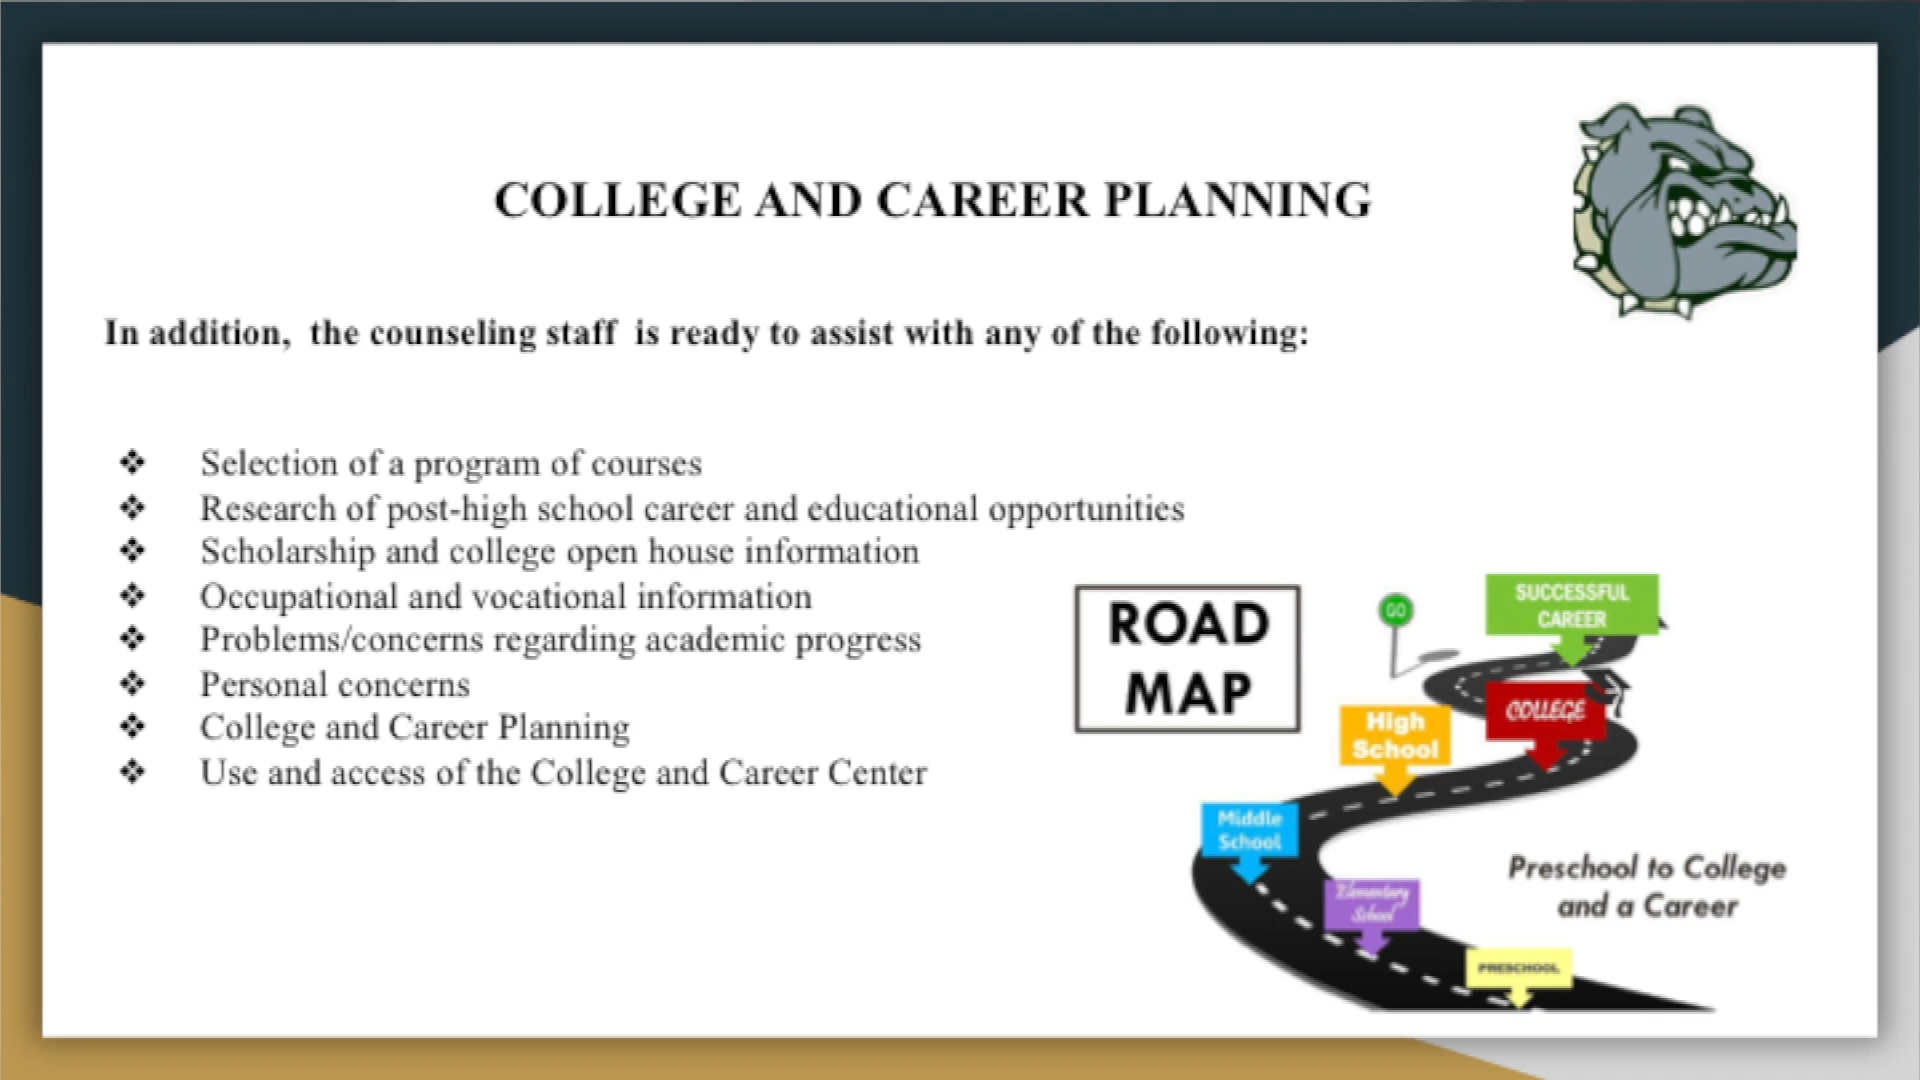 COLLEGE AND CAREER PLANNING
In addition, the counseling staff is ready to assist with any of the following:
❖ Selection of a program of courses
❖ Research of post-high school career and educational opportunities
❖ Scholarship and college open house information
❖ Occupational and vocational information
❖ Problems/concerns regarding academic progress
❖ Personal concerns
❖ College and Career Planning
❖ Use and access of the College and Career Center
ROAD
MAP
GO
SUCCESSFUL
CAREER
COLLEGE
High
School
Middle
School
Elementary
School
PRESCHOOL
Preschool to College
and a Career